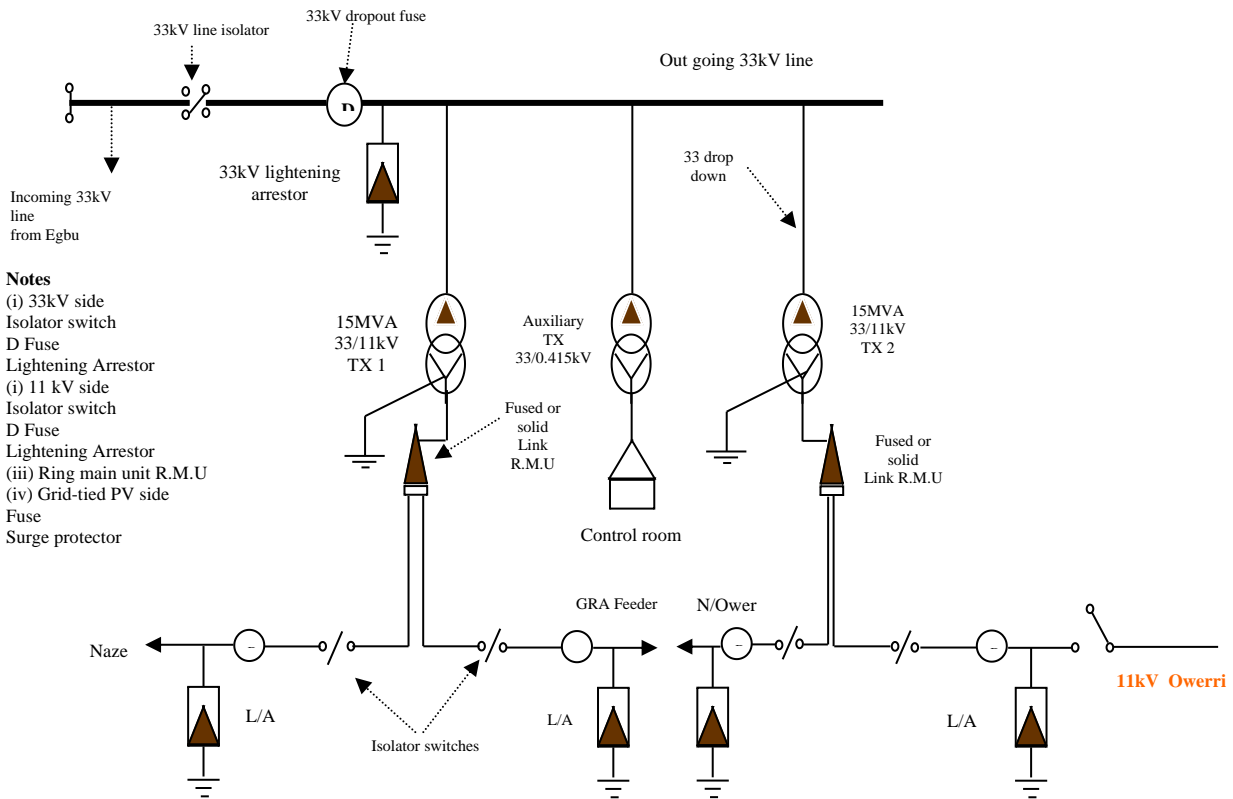 33kV dropout fuse
33kV line isolator
Out going 33kV line
D
33kV lightening
arrestor
33 drop
down
Incoming 33kV
line
from Egbu
Notes
(i) 33kV side
Isolator switch
D Fuse
Lightening Arrestor
(i) 11 kV side
Isolator switch
D Fuse
Lightening Arrestor
(iii) Ring main unit R.M.U
(iv) Grid-tied PV side
Fuse
Surge protector
15MVA
33/11kV
TX 1
Auxiliary
TX
33/0.415kV
15MVA
33/11kV
TX 2
Fused or
solid
Link
R.M.U
Fused or
solid
Link R.M.U
Control room
GRA Feeder
N/Ower
Naze
11kV Owerri
L/A
L/A
L/A
Isolator switches